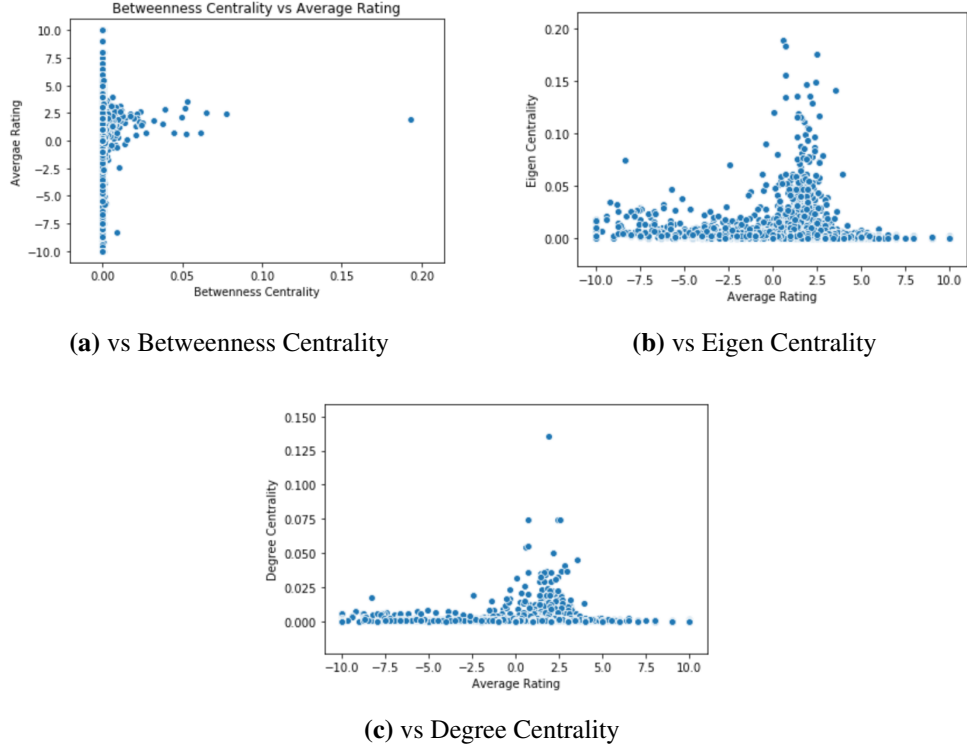 Betweenness Centrality vs Average Rating
10.0
7.5
5.0
2.5
0.0
−2.5
−5.0
−7.5
−10.0
Avergae Rating
0.00 0.05 0.10 0.15 0.20
Betwenness Centrality
(a) vs Betweenness Centrality
0.20
0.15
0.10
0.05
0.00
Eigen Centrality
−10.0 −7.5 −5.0 −2.5 0.0 2.5 5.0 7.5 10.0
Average Rating
(b) vs Eigen Centrality
0.150
0.125
0.100
0.075
0.050
0.025
0.000
Degree Centrality
−10.0 −7.5 −5.0 −2.5 0.0 2.5 5.0 7.5 10.0
Average Rating
(c) vs Degree Centrality